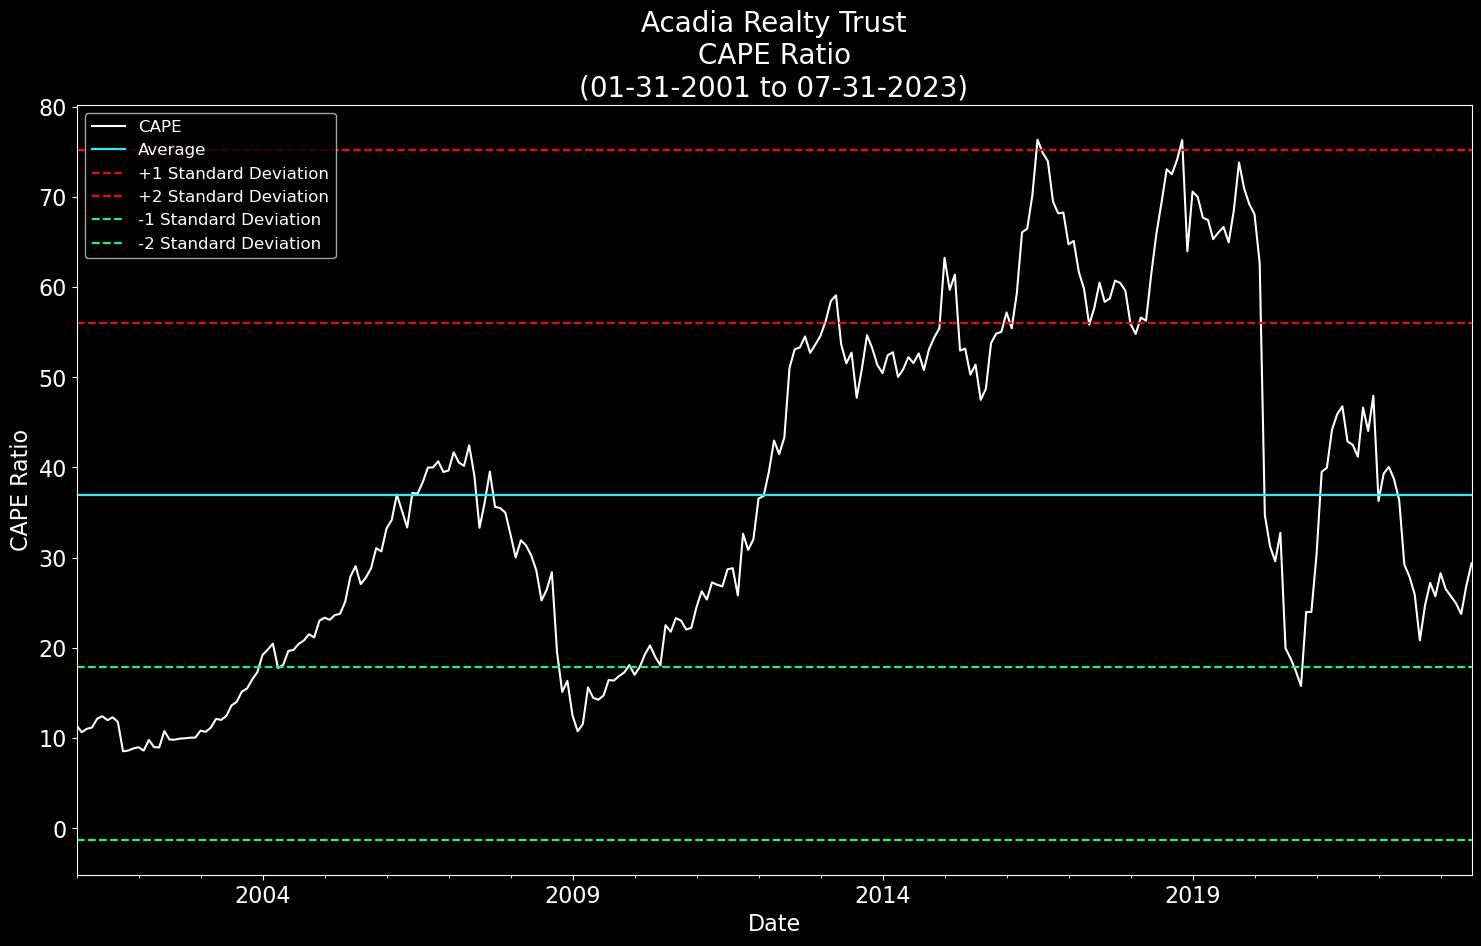 Acadia Realty Trust
CAPE Ratio
(01-31-2001 to 07-31-2023)
CAPE
Average
+1 Standard Deviation
+2 Standard Deviation
-1 Standard Deviation
-2 Standard Deviation
CAPE Ratio
80
70
60
50
40
30
20
10
0
2004
2009
2014
2019
Date